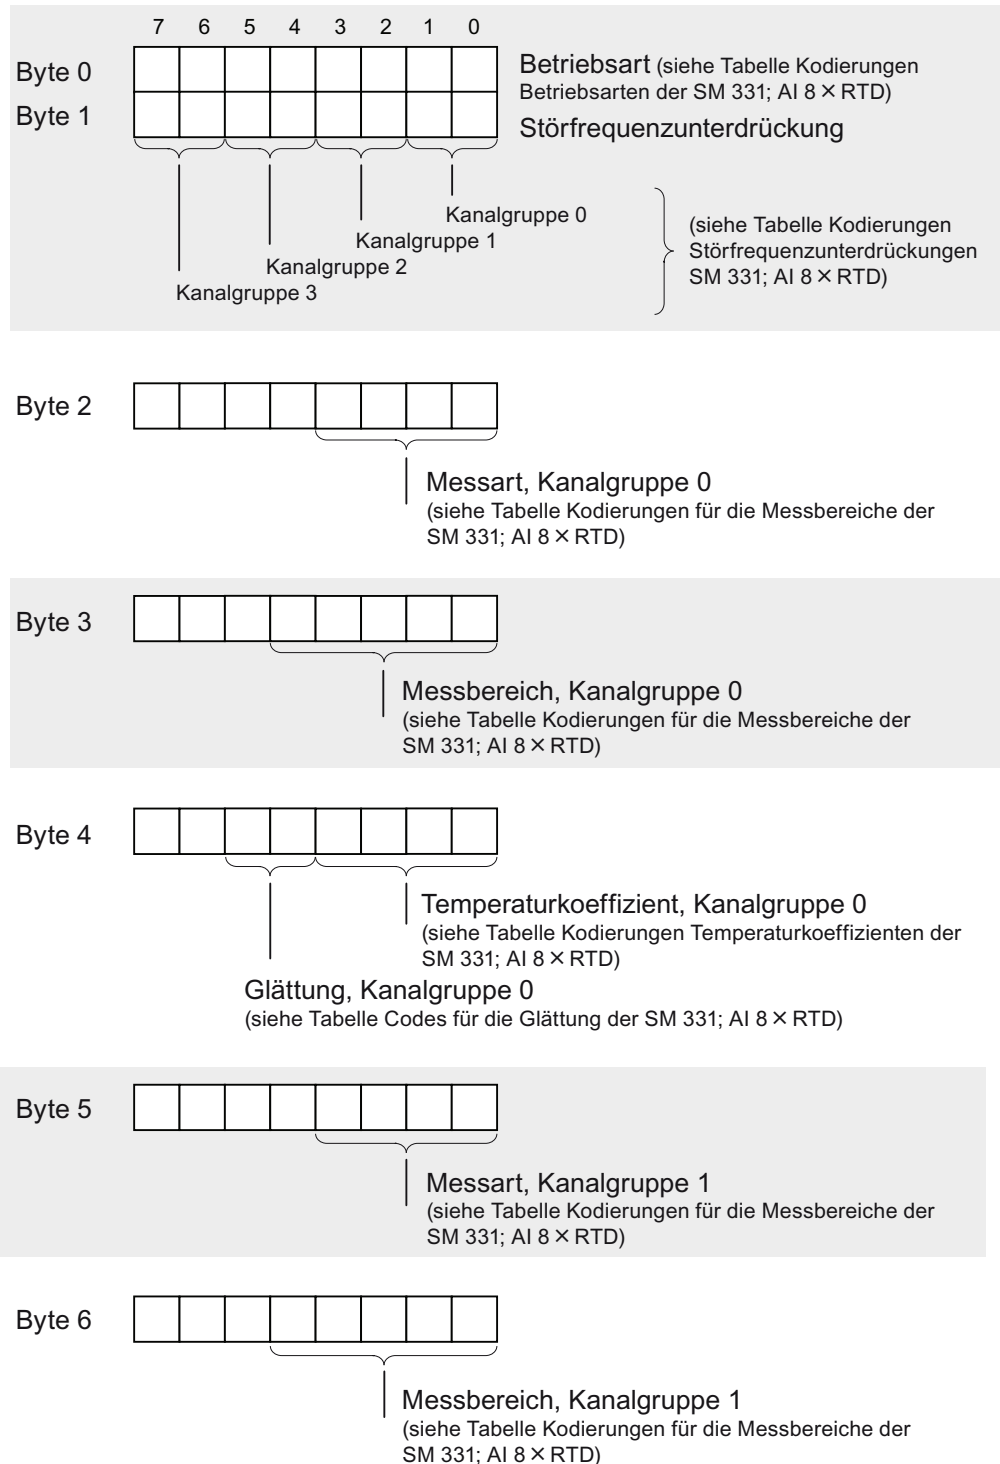 7 6 5 4 3 2 1 0
Byte 0
Betriebsart (siehe Tabelle Kodierungen
Betriebsarten der SM 331; AI 8 × RTD)
Byte 1
Störfrequenzunterdrückung
Kanalgruppe 0
Kanalgruppe 1
Kanalgruppe 2
Kanalgruppe 3
(siehe Tabelle Kodierungen
Störfrequenzunterdrückungen
SM 331; AI 8 × RTD)
Byte 2
Messart, Kanalgruppe 0
(siehe Tabelle Kodierungen für die Messbereiche der
SM 331; AI 8 × RTD)
Byte 3
Messbereich, Kanalgruppe 0
(siehe Tabelle Kodierungen für die Messbereiche der
SM 331; AI 8 × RTD)
Byte 4
Temperaturkoeffizient, Kanalgruppe 0
(siehe Tabelle Kodierungen Temperaturkoeffizienten der
SM 331; AI 8 × RTD)
Glättung, Kanalgruppe 0
(siehe Tabelle Codes für die Glättung der SM 331; AI 8 × RTD)
Byte 5
Messart, Kanalgruppe 1
(siehe Tabelle Kodierungen für die Messbereiche der
SM 331; AI 8 × RTD)
Byte 6
Messbereich, Kanalgruppe 1
(siehe Tabelle Kodierungen für die Messbereiche der
SM 331; AI 8 × RTD)